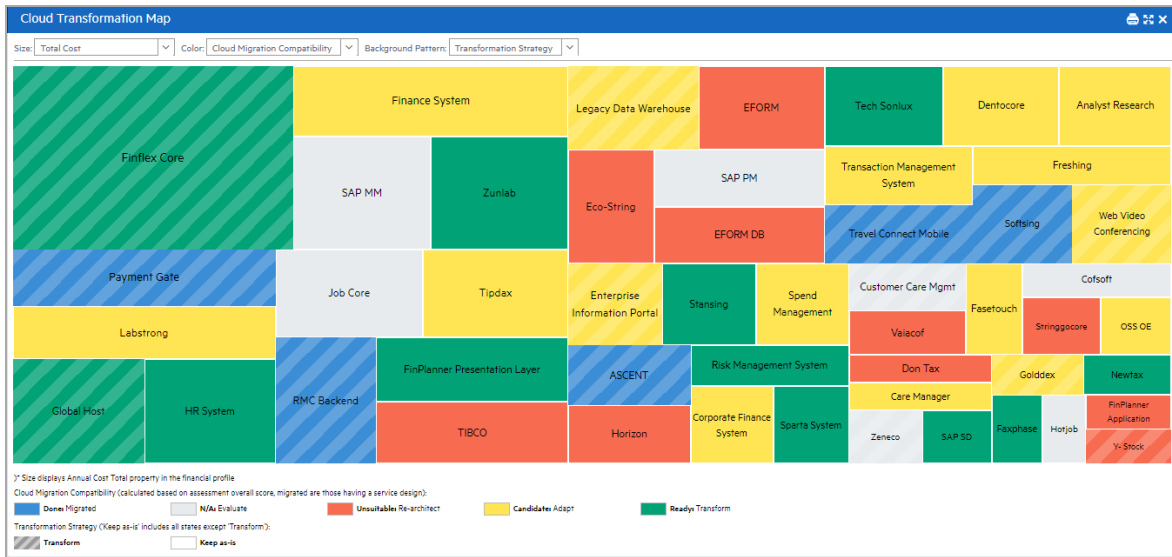 Cloud Transformation Map
Size: Total Cost Color: Cloud Migration Compatibility Background Pattern: Transformation Strategy
Finflex Core
Finance System
Legacy Data Warehouse
EFORM
Tech Sonlux
Dentocore
Analyst Research
SAP MM
Zunlab
Eco-String
SAP PM
EFORM DB
Transaction Management
System
Freshing
Travel Connect Mobile
Softsing
Web Video
Conferencing
Payment Gate
Labstrong
Job Core
Tipdax
Enterprise
Information Portal
Stansing
Spend
Management
Customer Care Mgmt
Vaiacof
Fasetouch
Cofsoft
Stringgocore
OSS OE
Global Host
HR System
RMC Backend
FinPlanner Presentation Layer
TIBCO
ASCENT
Horizon
Risk Management System
Corporate Finance
System
Sparta System
Don Tax
Care Manager
Zeneco
SAP SD
Golddex
Newtax
Faxphase
Hotjob
FinPlanner
Application
Y- Stock
)* Size displays Annual Cost Total property in the financial profile
Cloud Migration Compatibility (calculated based on assessment overall score, migrated are those having a service design):
Done: Migrated N/A: Evaluate Unsuitable: Re-architect Candidate: Adapt Ready: Transform
Transformation Strategy ('Keep as-is' includes all states except 'Transform'):
Transform Keep as-is